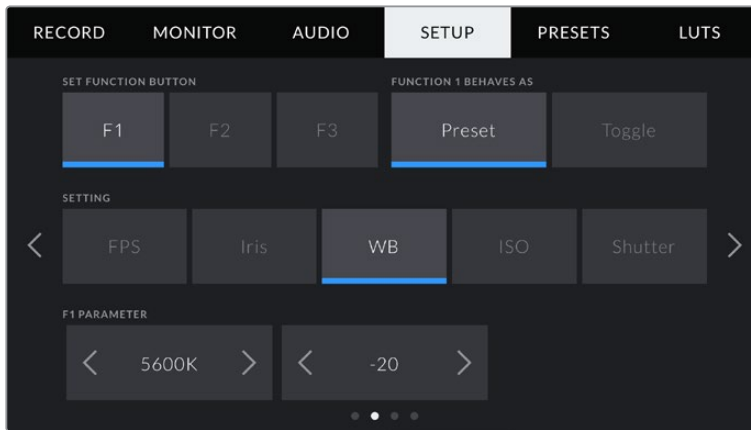 RECORD MONITOR AUDIO SETUP PRESETS LUTS
SET FUNCTION BUTTON FUNCTION 1 BEHAVES AS
F1 F2 F3 Preset Toggle
SETTING
FPS Iris WB ISO Shutter
F1 PARAMETER
5600K -20